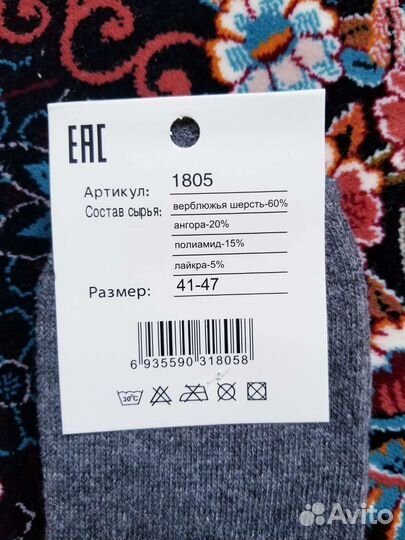 EAC
Артикул: 1805
Состав сырья: верблюжья шерсть-60%
ангора-20%
полиамид-15%
лайкра-5%
Размер: 41-47
6 935590 318058
30°C
Avito